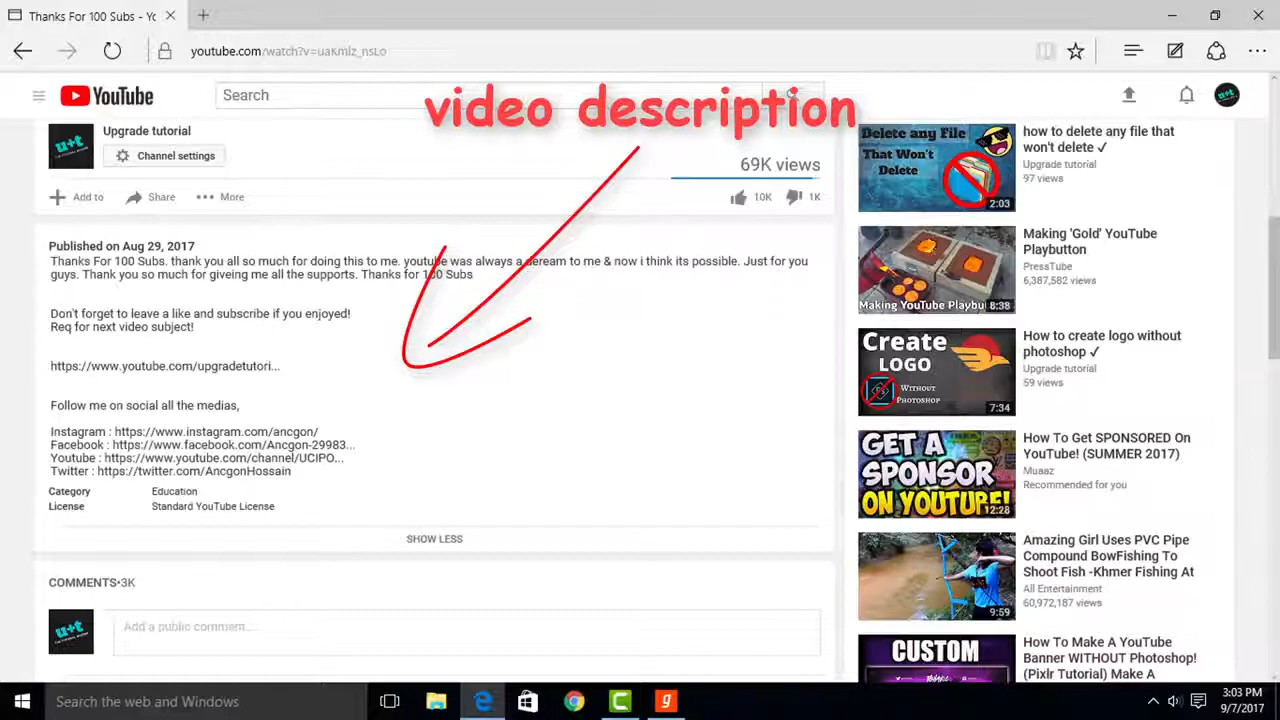 Thanks For 100 Subs - Yo
youtube.com/watch?v=uaKmlz_nsLo
YouTube
Search
video description
u+t
Upgrade tutorial
Channel settings
69K views
Add to
Share
More
10K
1K
Published on Aug 29, 2017
Thanks For 100 Subs. thank you all so much for doing this to me. youtube was always a deream to me & now i think its possible. Just for you
guys. Thank you so much for giveing me all the supports. Thanks for 100 Subs
Don't forget to leave a like and subscribe if you enjoyed!
Req for next video subject!
https://www.youtube.com/upgradetutori...
Follow me on social all the medias,
Instagram : https://www.instagram.com/ancgon/
Facebook : https://www.facebook.com/Ancgon-29983...
Youtube : https://www.youtube.com/channel/UCIPO...
Twitter : https://twitter.com/AncgonHossain
Category Education
License Standard YouTube License
SHOW LESS
COMMENTS•3K
u+t
Add a public comment...
Delete any File
That Won't
Delete
2:03
how to delete any file that
won't delete ✓
Upgrade tutorial
97 views
Making YouTube Playbu
8:38
Making 'Gold' YouTube
Playbutton
PressTube
6,387,582 views
Create
LOGO
Without
Photoshop
7:34
How to create logo without
photoshop ✓
Upgrade tutorial
59 views
GET A
SPONSOR
ON YOUTUBE!
12:28
How To Get SPONSORED On
YouTube! (SUMMER 2017)
Muaaz
Recommended for you
9:59
Amazing Girl Uses PVC Pipe
Compound BowFishing To
Shoot Fish -Khmer Fishing At
All Entertainment
60,972,187 views
CUSTOM
How To Make A YouTube
Banner WITHOUT Photoshop!
(Pixlr Tutorial) Make A
Search the web and Windows
3:03 PM
9/7/2017